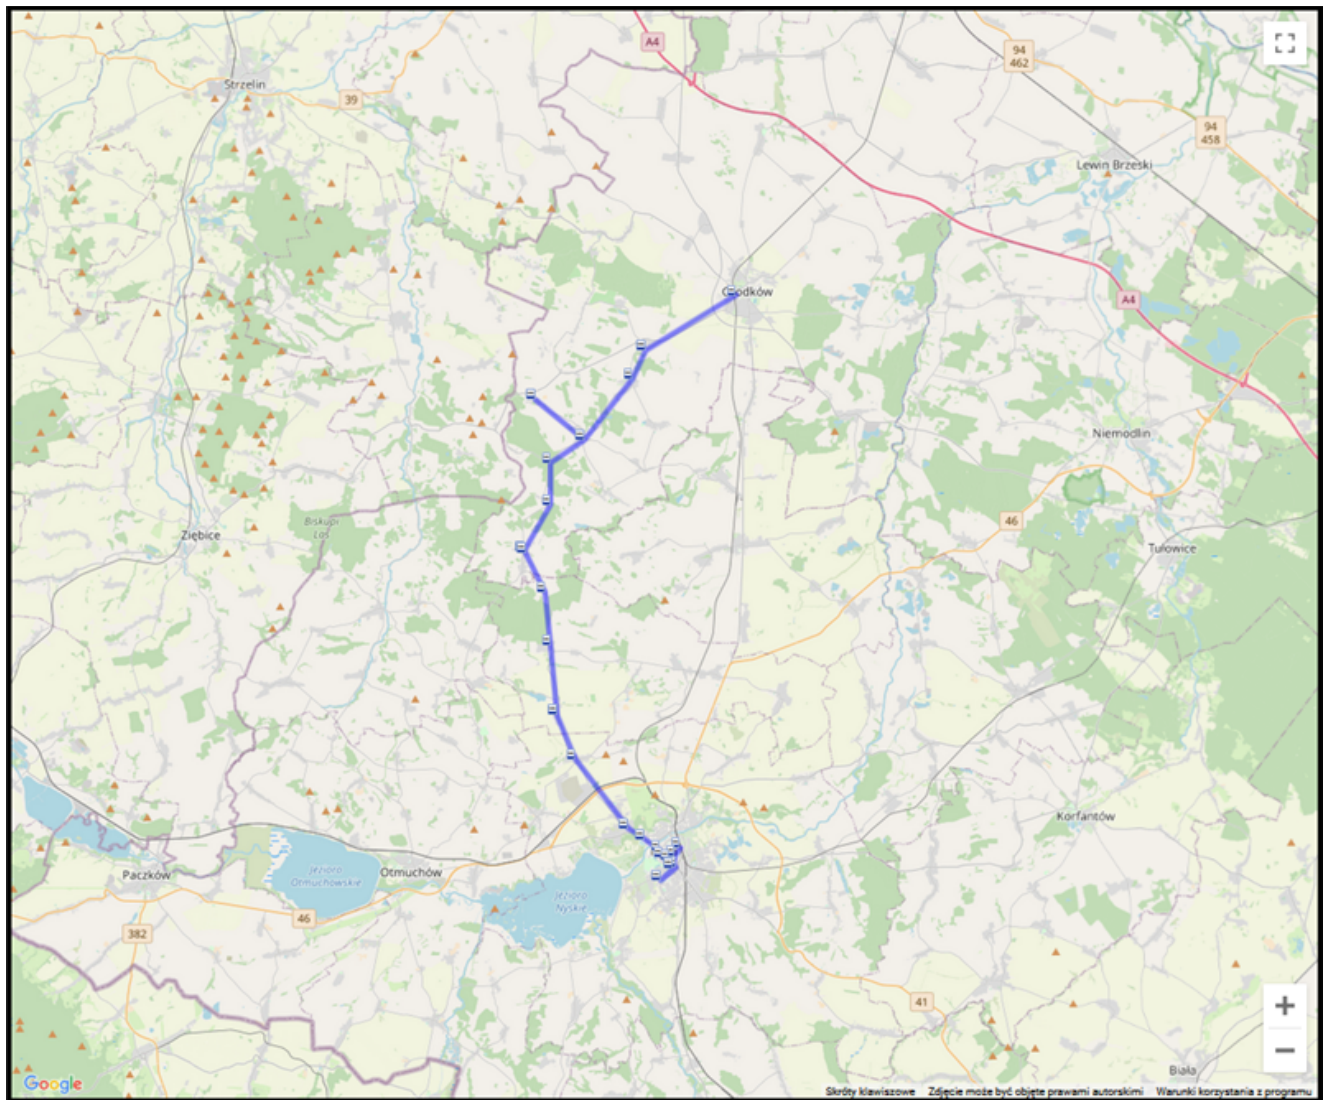 A4
94
462
Strzelin
39
94
458
Lewin Brzeski
A4
Niemodlin
46
Biskupi
Las
Ziębice
Tułowice
Korfantów
Jezioro
Otmuchowskie
Otmuchów
Paczków
Jezioro
Nyskie
46
382
41
Biała
Google
Skróty klawiszowe Zdjęcie może być objęte prawami autorskimi Warunki korzystania z programu